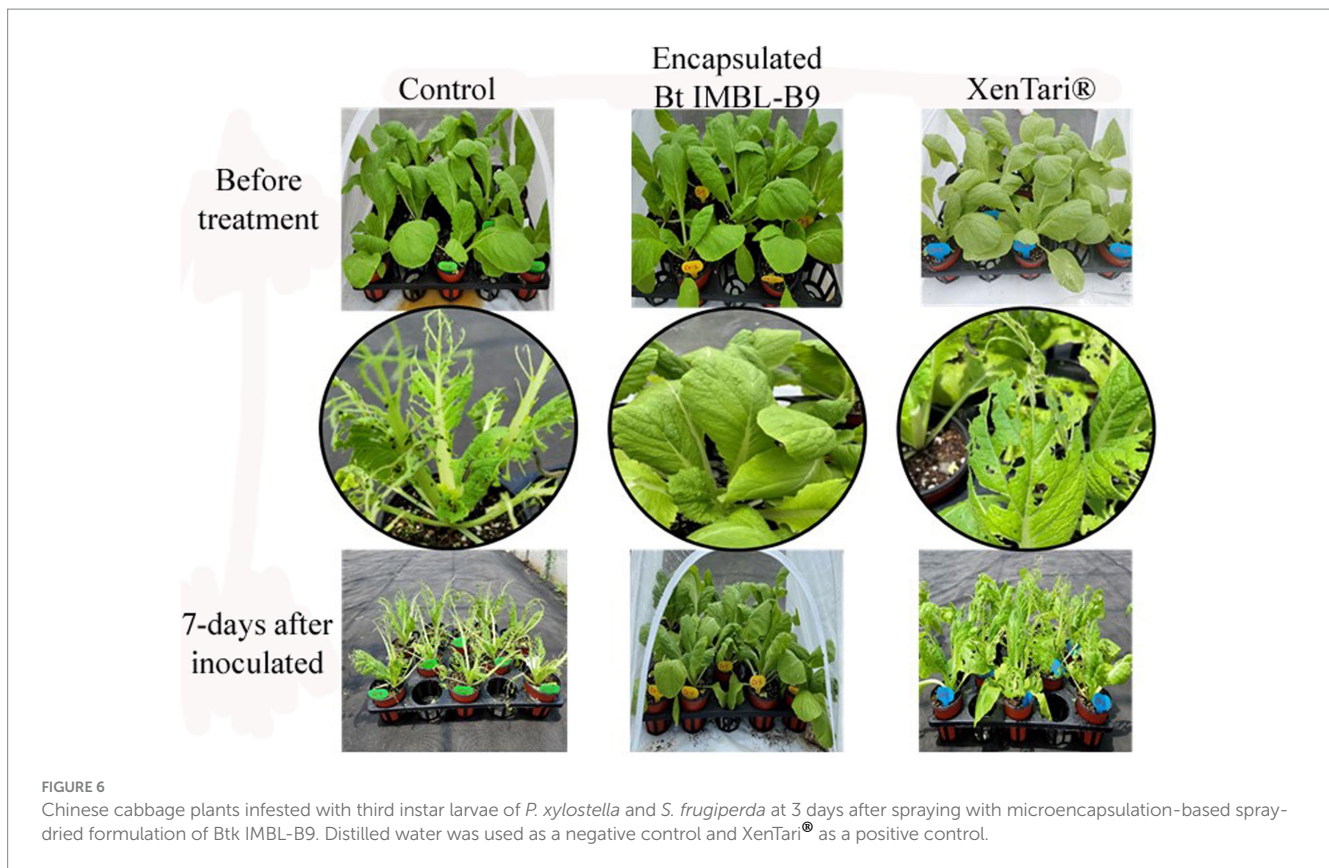 Control
Encapsulated
Bt IMBL-B9
XenTari®
Before
treatment
7-days after
inoculated
FIGURE 6
Chinese cabbage plants infested with third instar larvae of P. xylostella and S. frugiperda at 3 days after spraying with microencapsulation-based spray-
dried formulation of Btk IMBL-B9. Distilled water was used as a negative control and XenTari® as a positive control.